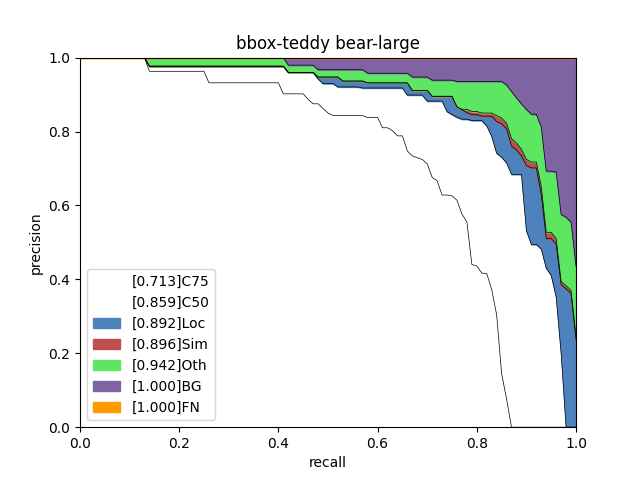 bbox-teddy bear-large
1.0
0.8
0.6
0.4
0.2
0.0
precision
[0.713]C75
[0.859]C50
[0.892]Loc
[0.896]Sim
[0.942]Oth
[1.000]BG
[1.000]FN
0.0 0.2 0.4 0.6 0.8 1.0
recall